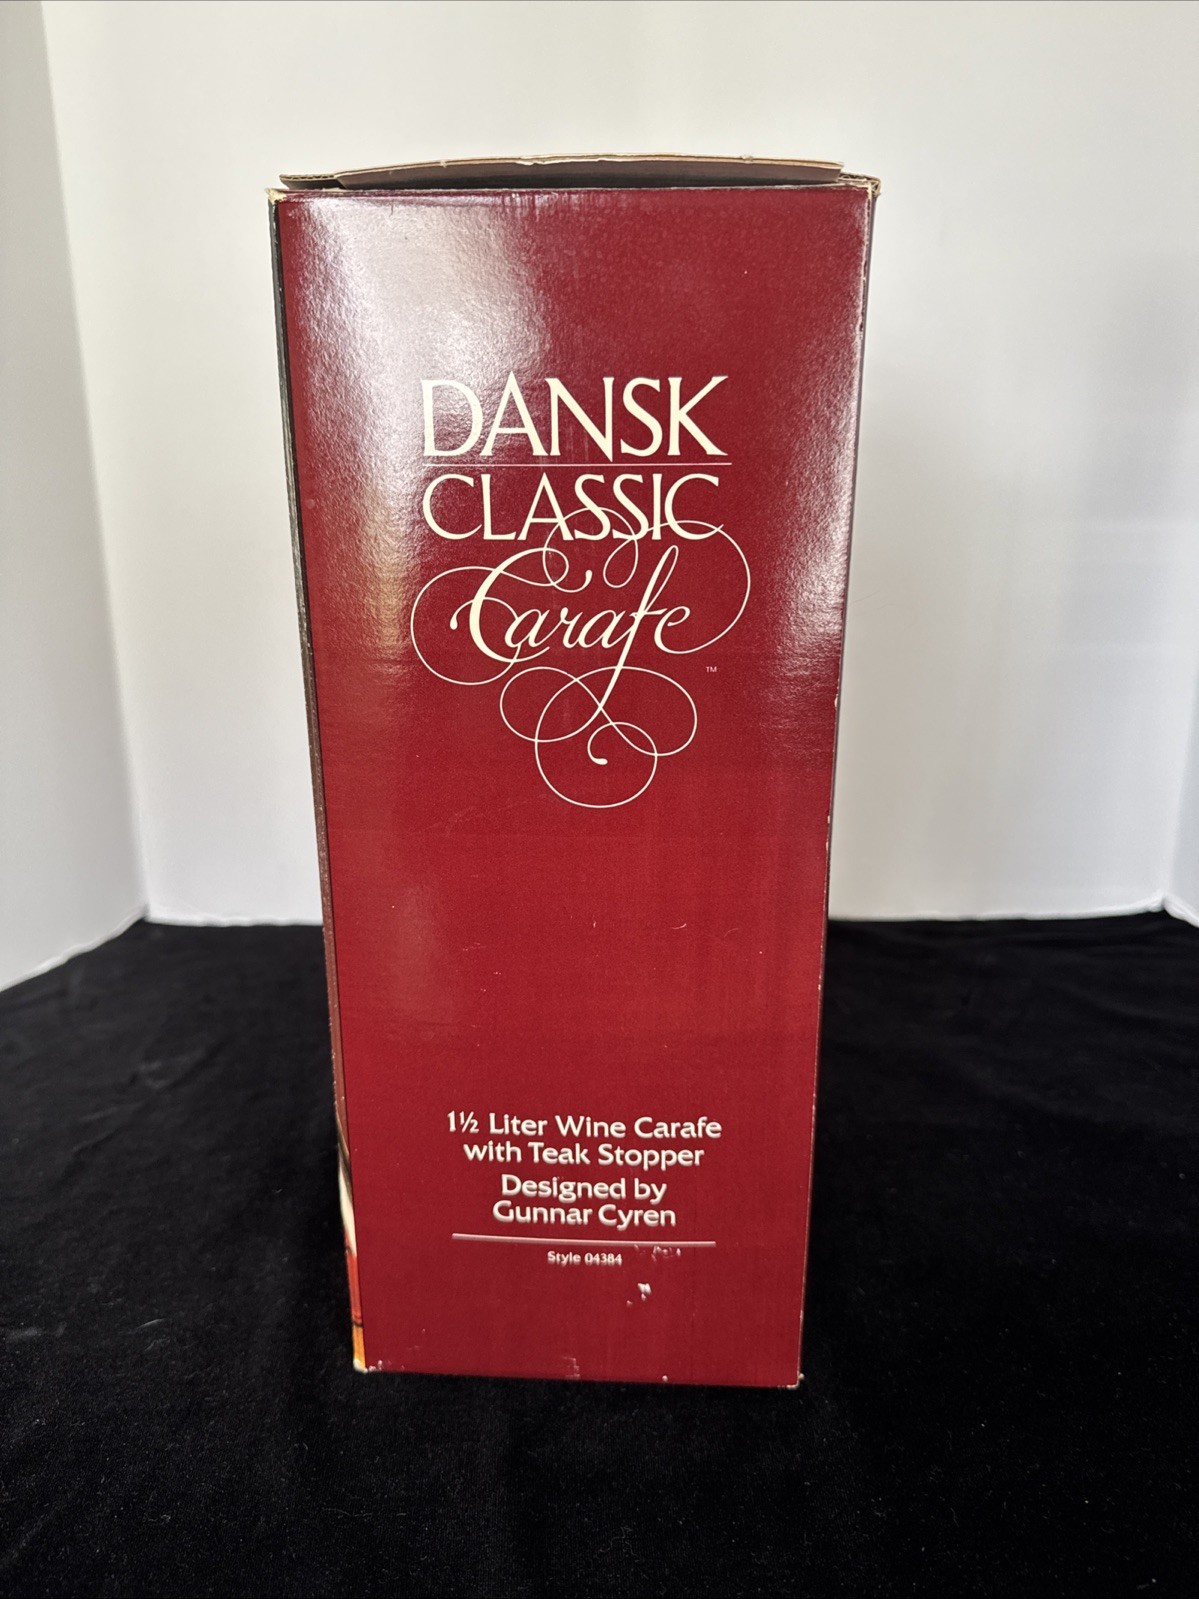 DANSK
CLASSIC
Carafe
™
1½ Liter Wine Carafe
with Teak Stopper
Designed by
Gunnar Cyren
Style 04384